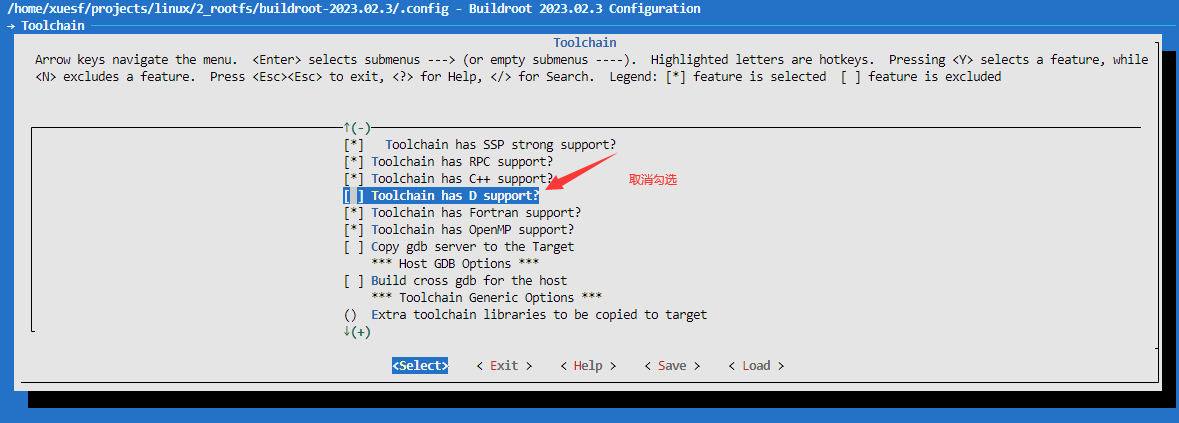 /home/xuesf/projects/linux/2_rootfs/buildroot-2023.02.3/.config - Buildroot 2023.02.3 Configuration
→ Toolchain
Toolchain
Arrow keys navigate the menu.  <Enter> selects submenus ---> (or empty submenus ----).  Highlighted letters are hotkeys.  Pressing <Y> selects a feature, while
<N> excludes a feature.  Press <Esc><Esc> to exit, <?> for Help, </> for Search.  Legend: [*] feature is selected  [ ] feature is excluded
↑(-)
[*]   Toolchain has SSP strong support?
[*] Toolchain has RPC support?
[*] Toolchain has C++ support?
[ ] Toolchain has D support?
取消勾选
[*] Toolchain has Fortran support?
[*] Toolchain has OpenMP support?
[ ] Copy gdb server to the Target
*** Host GDB Options ***
[ ] Build cross gdb for the host
*** Toolchain Generic Options ***
()  Extra toolchain libraries to be copied to target
↓(+)
<Select>    < Exit >    < Help >    < Save >    < Load >